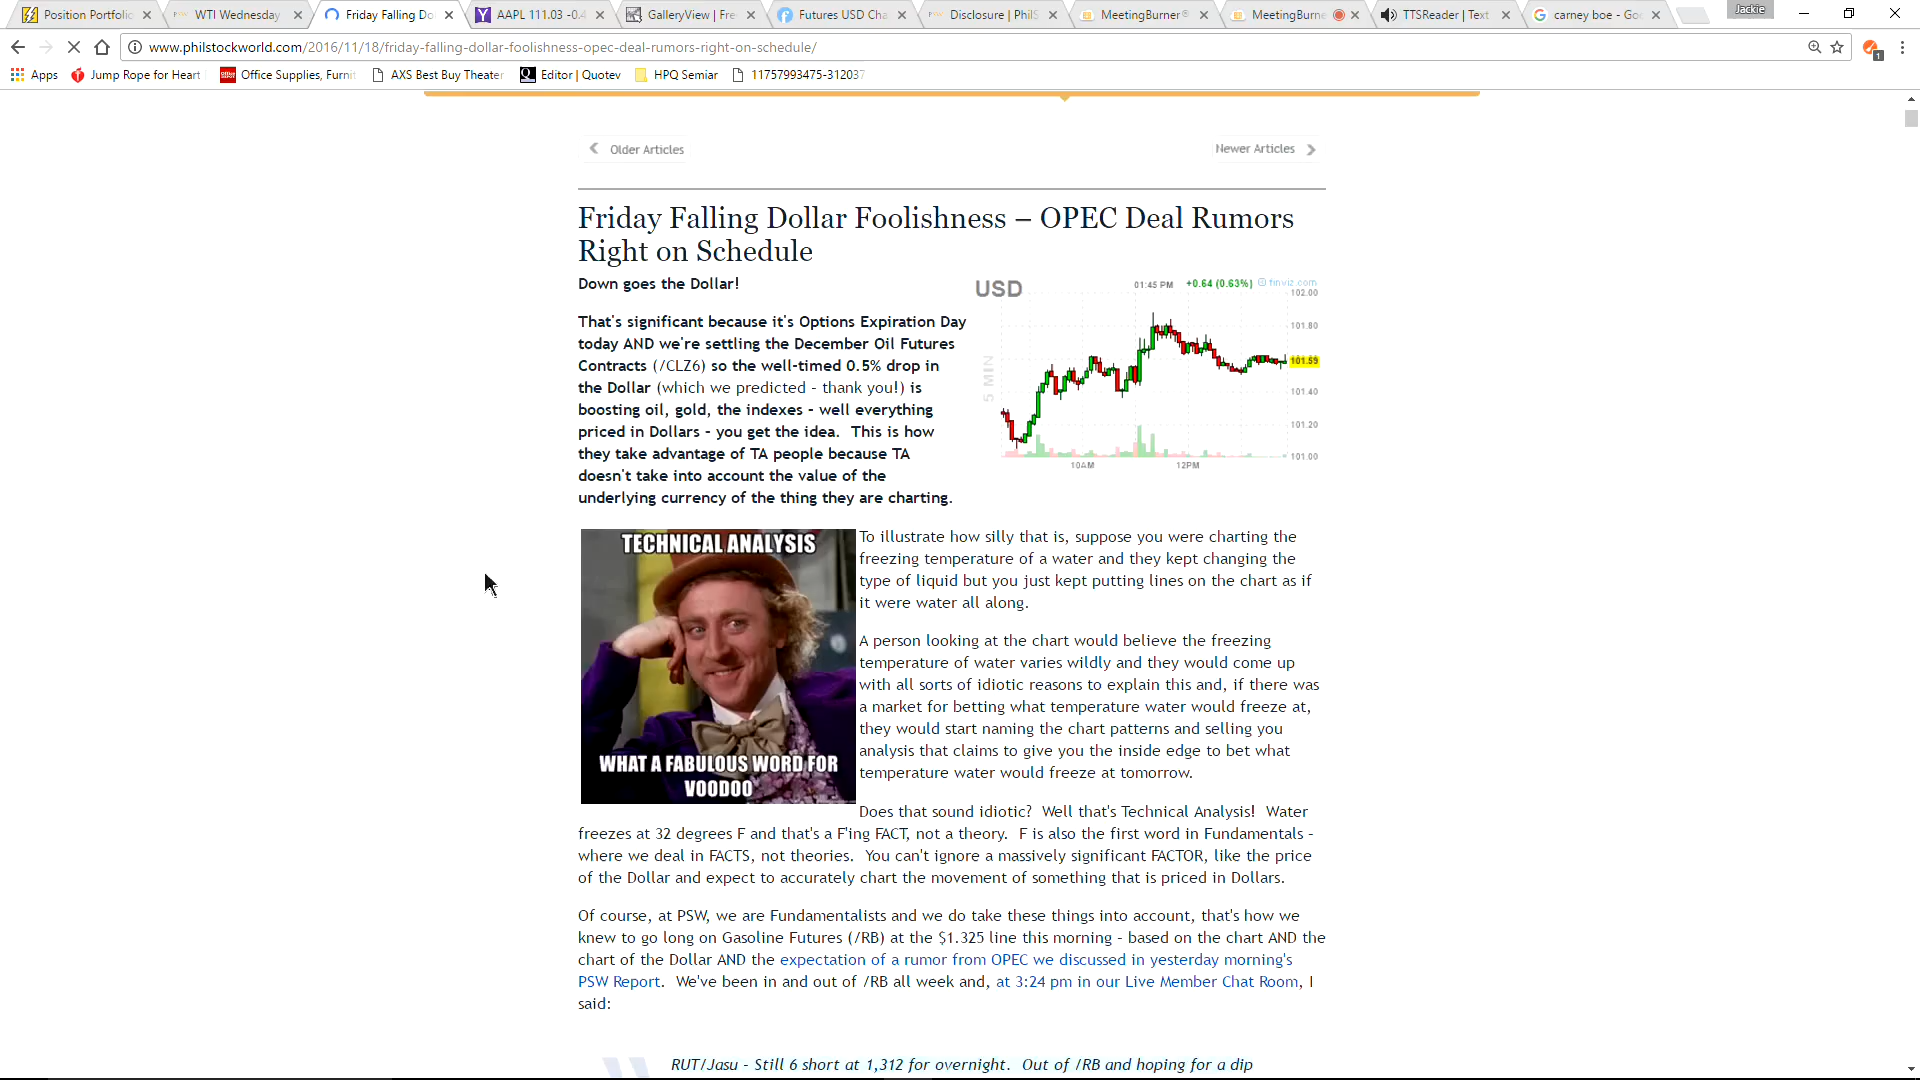 Position Portfolio
WTI Wednesday
Friday Falling Do
AAPL 111.03 -0.4
GalleryView | Fre
Futures USD Cha
Disclosure | PhilS
MeetingBurner®
MeetingBurne
TTSReader | Text
carney boe - Goo
Jackie
www.philstockworld.com/2016/11/18/friday-falling-dollar-foolishness-opec-deal-rumors-right-on-schedule/
1
Apps
Jump Rope for Heart
Office Supplies, Furnit
AXS Best Buy Theater
Editor | Quotev
HPQ Semiar
11757993475-312037
Older Articles
Newer Articles
Friday Falling Dollar Foolishness – OPEC Deal Rumors
Right on Schedule
Down goes the Dollar!
That's significant because it's Options Expiration Day
today AND we're settling the December Oil Futures
Contracts (/CLZ6) so the well-timed 0.5% drop in
the Dollar (which we predicted - thank you!) is
boosting oil, gold, the indexes - well everything
priced in Dollars - you get the idea.  This is how
they take advantage of TA people because TA
doesn't take into account the value of the
underlying currency of the thing they are charting.
USD
01:45 PM
+0.64 (0.63%)
© finviz.com
102.00
101.80
101.59
101.40
101.20
101.00
5 MIN
10AM
12PM
TECHNICAL ANALYSIS
WHAT A FABULOUS WORD FOR
VOODOO
To illustrate how silly that is, suppose you were charting the
freezing temperature of a water and they kept changing the
type of liquid but you just kept putting lines on the chart as if
it were water all along.
A person looking at the chart would believe the freezing
temperature of water varies wildly and they would come up
with all sorts of idiotic reasons to explain this and, if there was
a market for betting what temperature water would freeze at,
they would start naming the chart patterns and selling you
analysis that claims to give you the inside edge to bet what
temperature water would freeze at tomorrow.
Does that sound idiotic?  Well that's Technical Analysis!  Water
freezes at 32 degrees F and that's a F'ing FACT, not a theory.  F is also the first word in Fundamentals -
where we deal in FACTS, not theories.  You can't ignore a massively significant FACTOR, like the price
of the Dollar and expect to accurately chart the movement of something that is priced in Dollars.
Of course, at PSW, we are Fundamentalists and we do take these things into account, that's how we
knew to go long on Gasoline Futures (/RB) at the $1.325 line this morning - based on the chart AND the
chart of the Dollar AND the expectation of a rumor from OPEC we discussed in yesterday morning's
PSW Report.  We've been in and out of /RB all week and, at 3:24 pm in our Live Member Chat Room, I
said:
RUT/Jasu - Still 6 short at 1,312 for overnight.  Out of /RB and hoping for a dip